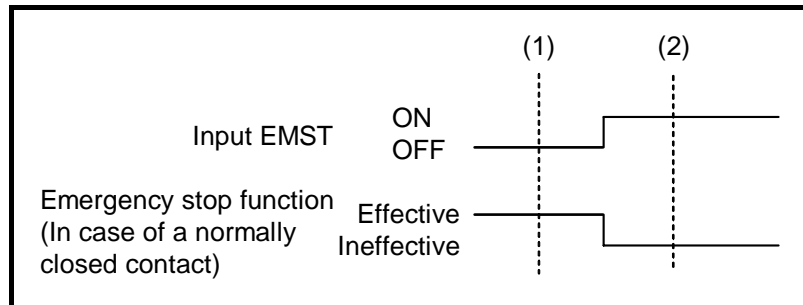 (1) (2)
Input EMST ON
OFF
Emergency stop function
(In case of a normally
closed contact)
Effective
Ineffective